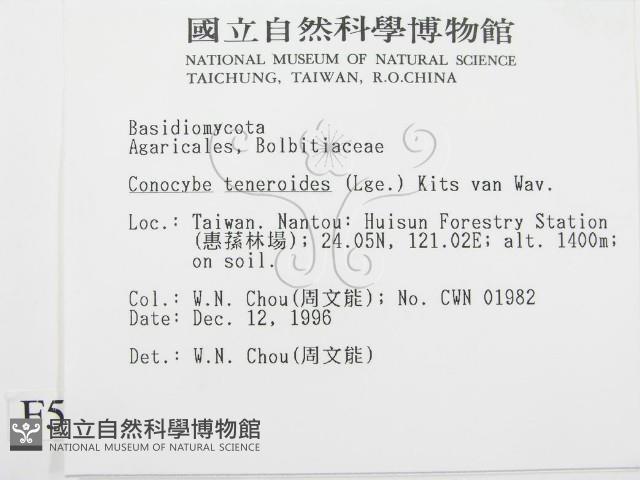 國立自然科學博物館
NATIONAL MUSEUM OF NATURAL SCIENCE
TAICHUNG, TAIWAN, R.O.CHINA
Basidiomycota
Agaricales, Bolbitiaceae
Conocybe teneroides (Lge.) Kits van Wav.
Loc.: Taiwan. Nantou: Huisun Forestry Station
(惠蓀林場); 24.05N, 121.02E; alt. 1400m;
on soil.
Col.: W.N. Chou(周文能); No. CWN 01982
Date: Dec. 12, 1996
Det.: W.N. Chou(周文能)
國立自然科學博物館
NATIONAL MUSEUM OF NATURAL SCIENCE